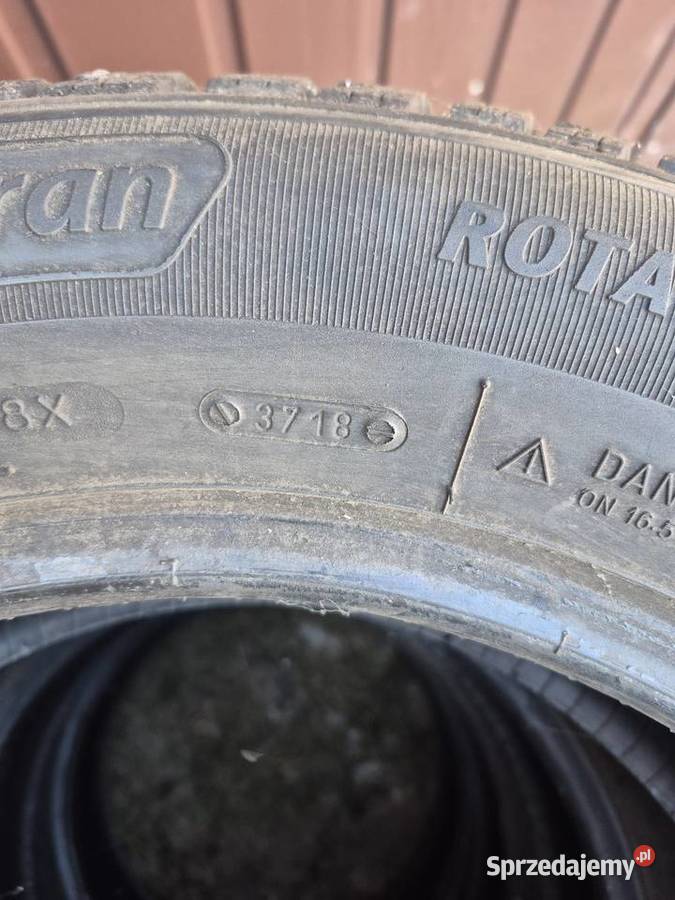 ran
ROTA
8X
3718
DAN
ON 16.5
Sprzedajemy.pl